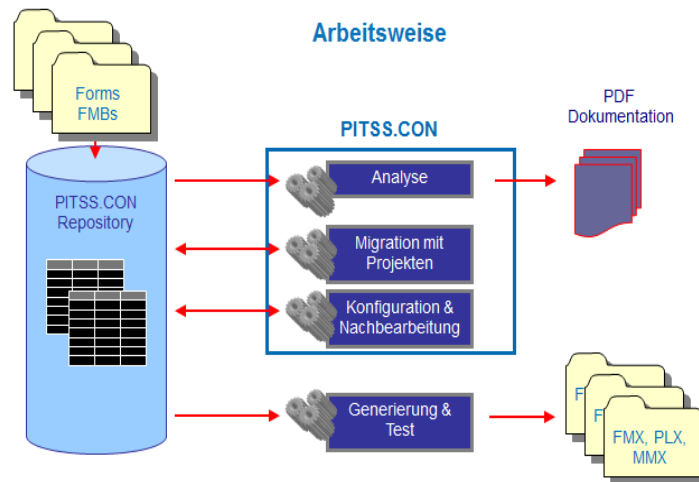 Arbeitsweise
Forms
FMBs
PDF
Dokumentation
PITSS.CON
PITSS.CON
Repository
Analyse
Migration mit
Projekten
Konfiguration &
Nachbearbeitung
Generierung &
Test
F
F
FMX, PLX,
MMX